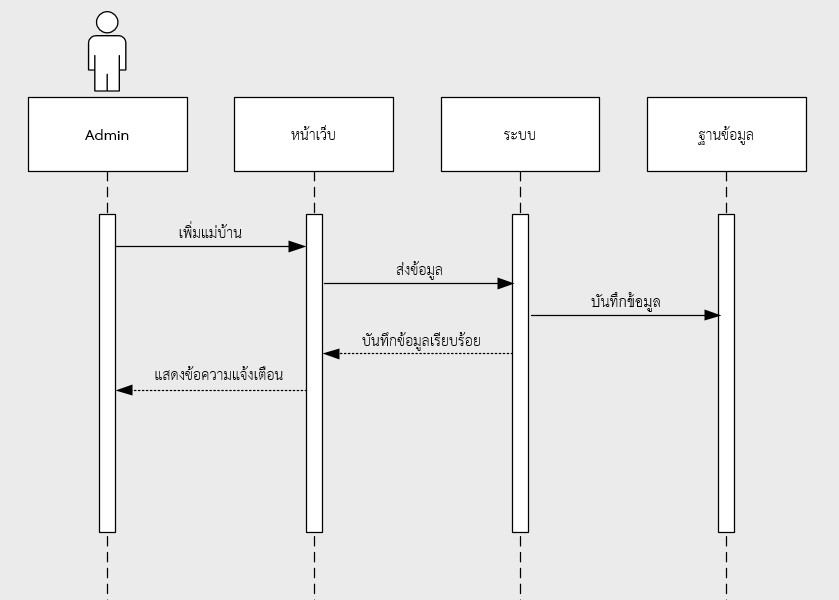 Admin
หน้าเว็บ
ระบบ
ฐานข้อมูล
เพิ่มแม่บ้าน
ส่งข้อมูล
บันทึกข้อมูล
บันทึกข้อมูลเรียบร้อย
แสดงข้อความแจ้งเตือน